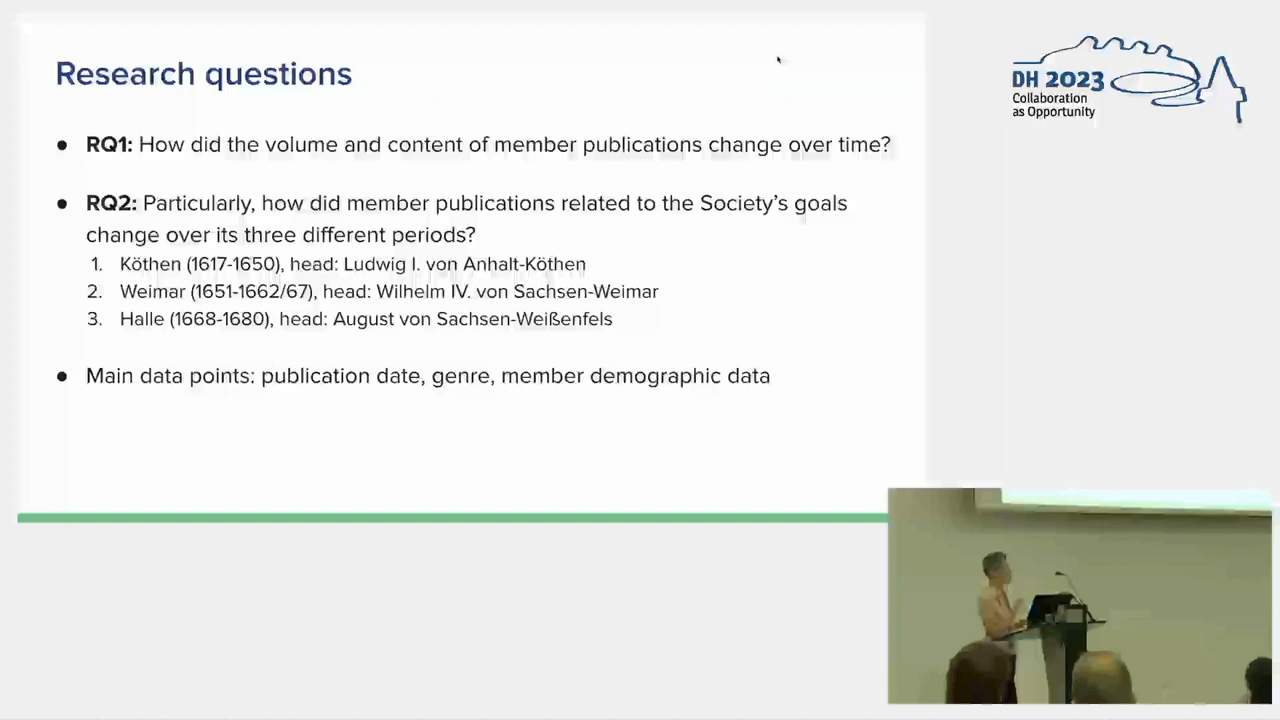 Research questions
● RQ1: How did the volume and content of member publications change over time?
● RQ2: Particularly, how did member publications related to the Society’s goals
change over its three different periods?
1. Köthen (1617-1650), head: Ludwig I. von Anhalt-Köthen
2. Weimar (1651-1662/67), head: Wilhelm IV. von Sachsen-Weimar
3. Halle (1668-1680), head: August von Sachsen-Weißenfels
● Main data points: publication date, genre, member demographic data
DH 2023
Collaboration
as Opportunity